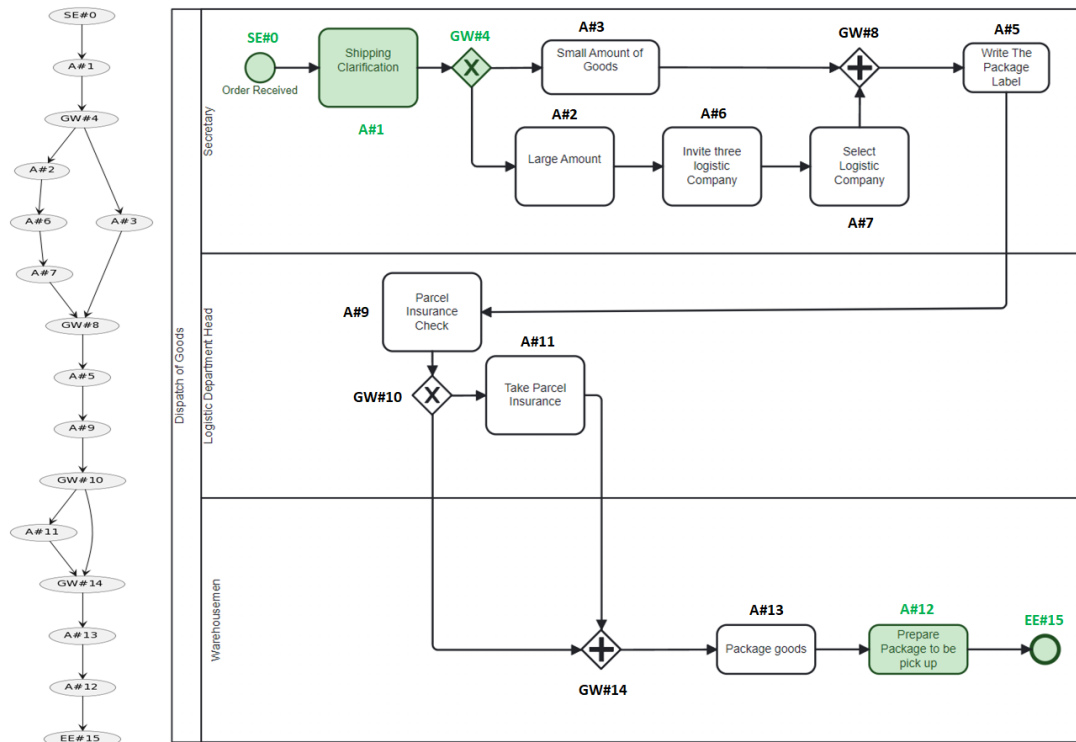 SE#0
A#1
GW#4
A#2
A#6
A#3
A#7
GW#8
A#5
A#9
GW#10
A#11
GW#14
A#13
A#12
EE#15
Dispatch of Goods
Secretary
SE#0
Order Received
Shipping
Clarification
A#1
GW#4
A#3
Small Amount of
Goods
GW#8
A#5
Write The
Package
Label
A#2
Large Amount
A#6
Invite three
logistic
Company
Select
Logistic
Company
A#7
Logistic Department Head
A#9
Parcel
Insurance
Check
GW#10
A#11
Take Parcel
Insurance
Warehousemen
GW#14
A#13
Package goods
A#12
Prepare
Package to be
pick up
EE#15